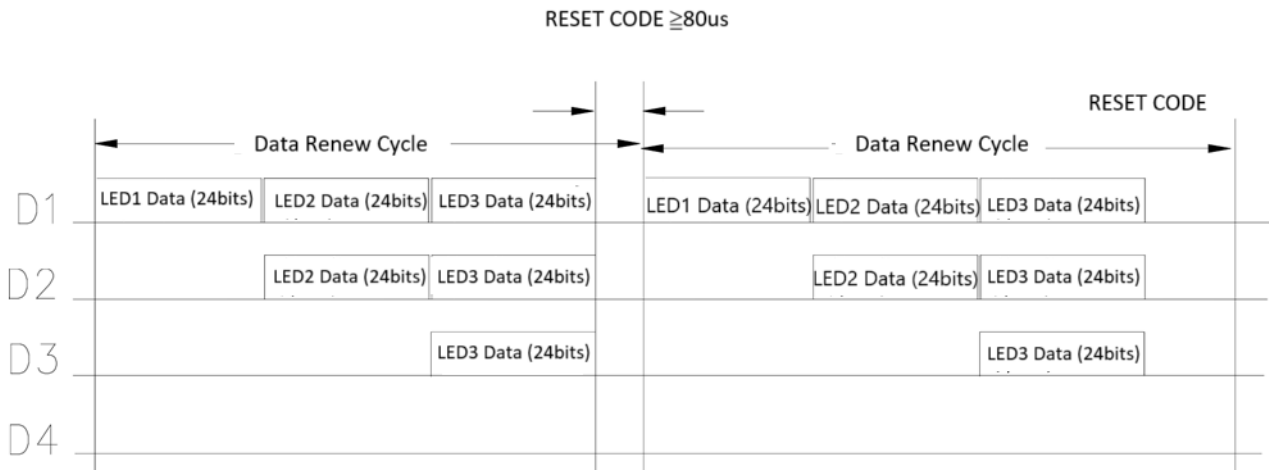 RESET CODE ≧80us
RESET CODE
Data Renew Cycle
Data Renew Cycle
D1
LED1 Data (24bits)
LED2 Data (24bits)
LED3 Data (24bits)
LED1 Data (24bits)
LED2 Data (24bits)
LED3 Data (24bits)
D2
LED2 Data (24bits)
LED3 Data (24bits)
LED2 Data (24bits)
LED3 Data (24bits)
D3
LED3 Data (24bits)
LED3 Data (24bits)
D4